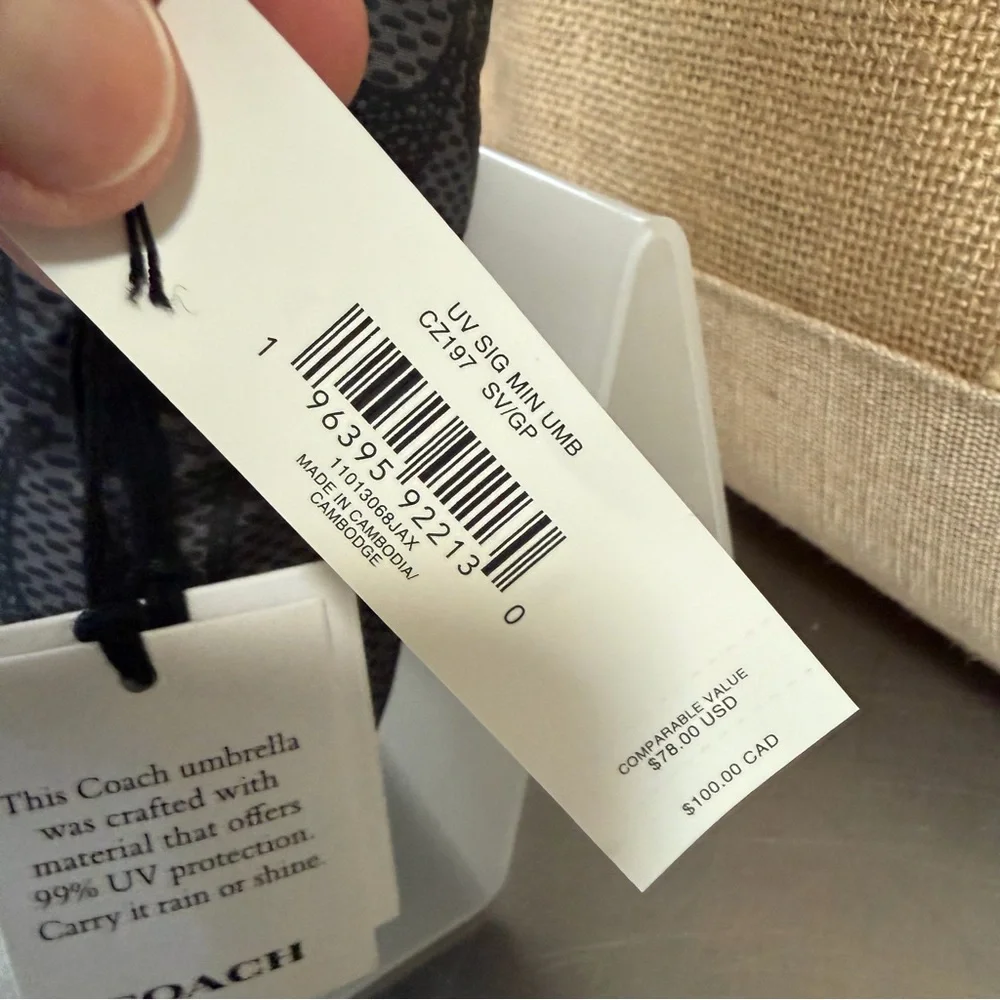 UV SIG MIN UMB
CZ197 SV/GP
1 96395 92213 0
11013068JAX
MADE IN CAMBODIA/
CAMBODGE
COMPARABLE VALUE
$78.00 USD
$100.00 CAD
This Coach umbrella
was crafted with
material that offers
99% UV protection.
Carry it rain or shine.
COACH